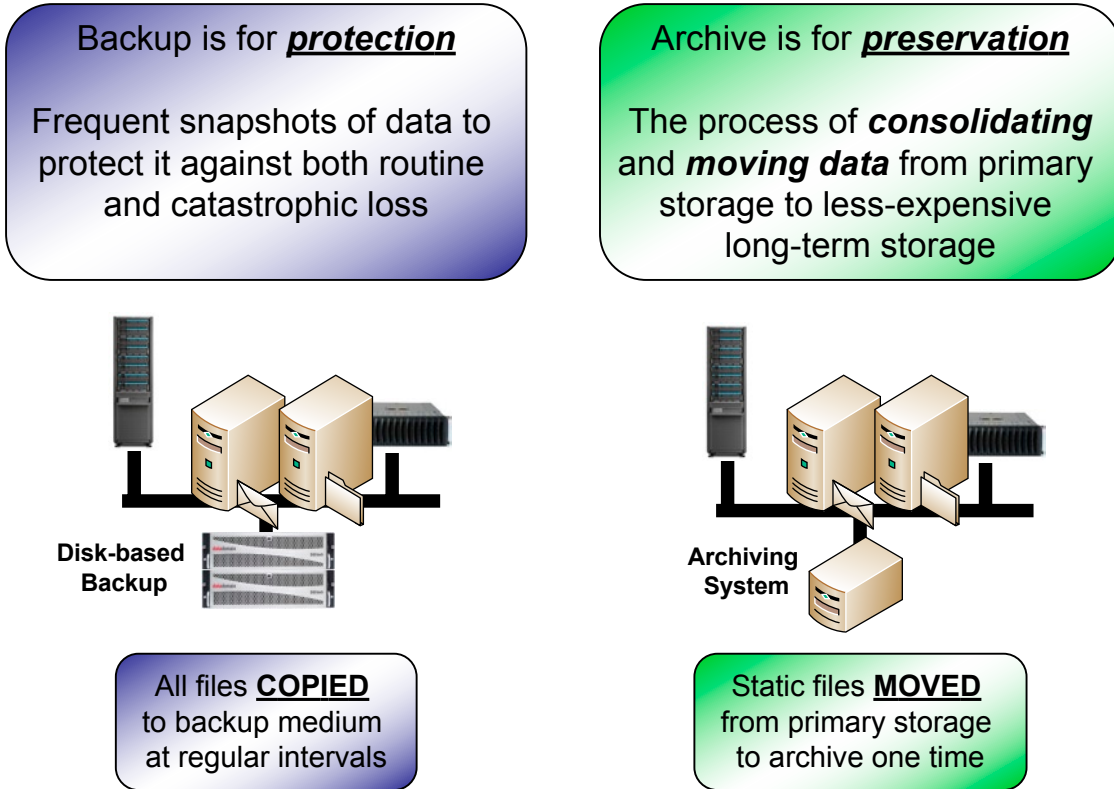 Backup is for protection
Frequent snapshots of data to
protect it against both routine
and catastrophic loss
Archive is for preservation
The process of consolidating
and moving data from primary
storage to less-expensive
long-term storage
Disk-based
Backup
Archiving
System
All files COPIED
to backup medium
at regular intervals
Static files MOVED
from primary storage
to archive one time